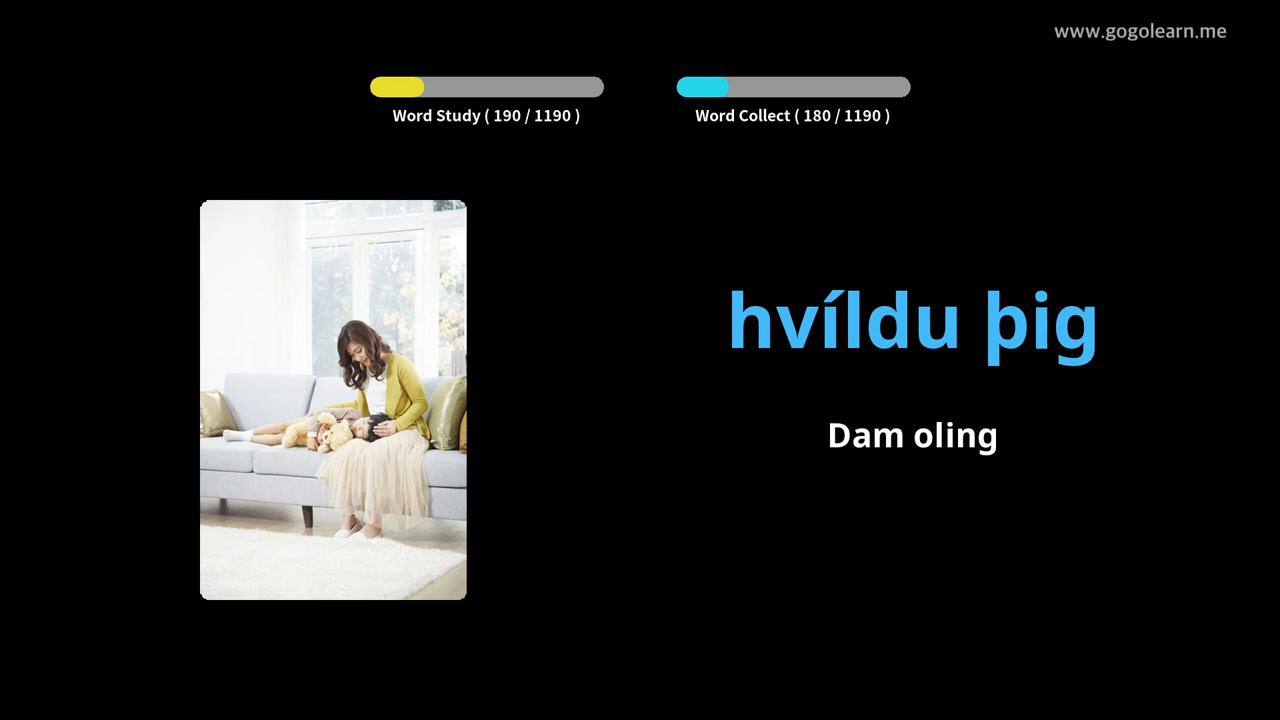 www.gogolearn.me
Word Study ( 190 / 1190 )
Word Collect ( 180 / 1190 )
hvíldu þig
Dam oling